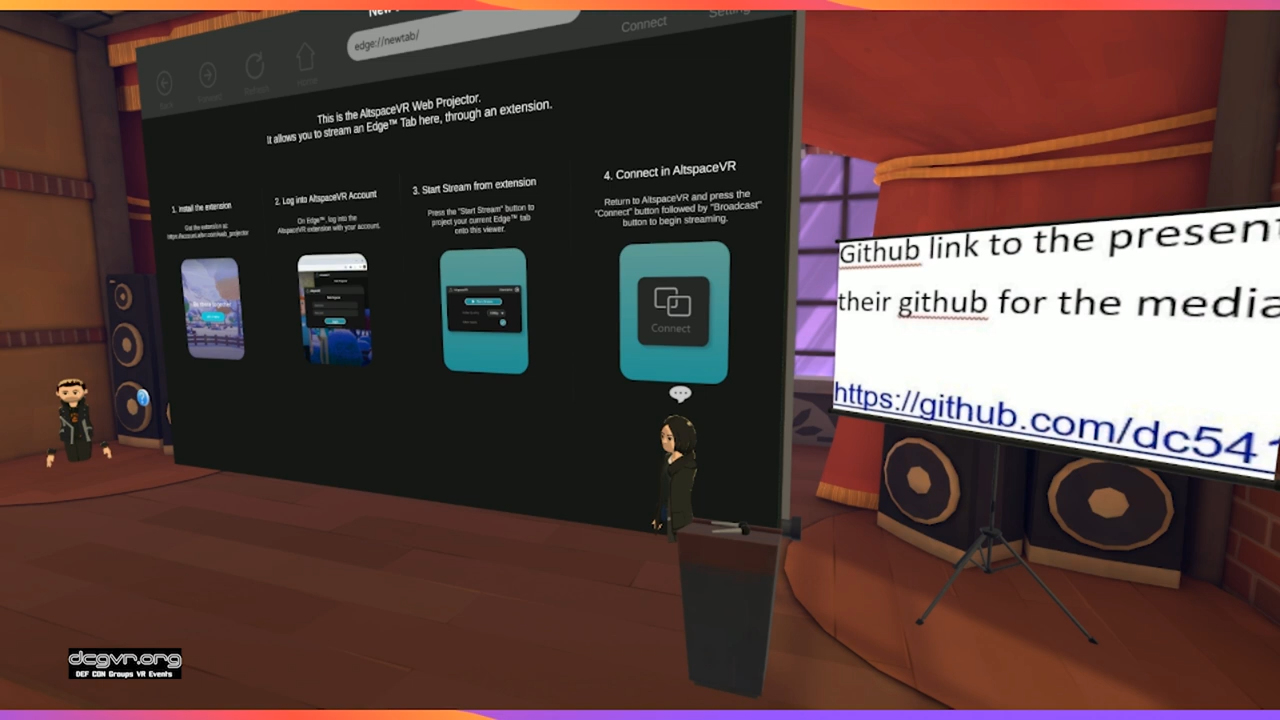 edge://newtab/
Connect
This is the AltspaceVR Web Projector.
It allows you to stream an Edge™ Tab here, through an extension.
1. Install the extension
2. Log into AltspaceVR Account
On Edge™, log into the
AltspaceVR extension with your account.
3. Start Stream from extension
Press the "Start Stream" button to
project your current Edge™ tab
onto this viewer.
4. Connect in AltspaceVR
Return to AltspaceVR and press the
"Connect" button followed by "Broadcast"
button to begin streaming.
Connect
Github link to the present
their github for the media
https://github.com/dc541
dcgvr.org
DEF CON Groups VR Events